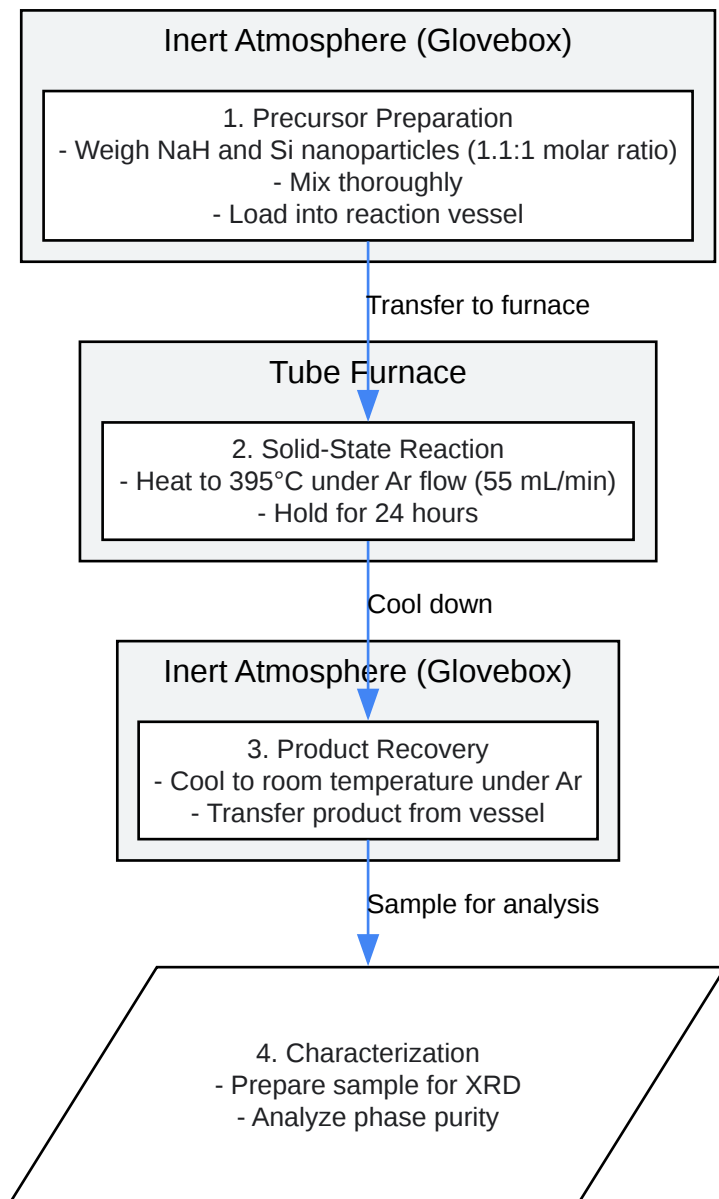 Inert Atmosphere (Glovebox)
1. Precursor Preparation
- Weigh NaH and Si nanoparticles (1.1:1 molar ratio)
- Mix thoroughly
- Load into reaction vessel
Transfer to furnace
Tube Furnace
2. Solid-State Reaction
- Heat to 395°C under Ar flow (55 mL/min)
- Hold for 24 hours
Cool down
Inert Atmosphere (Glovebox)
3. Product Recovery
- Cool to room temperature under Ar
- Transfer product from vessel
Sample for analysis
4. Characterization
- Prepare sample for XRD
- Analyze phase purity